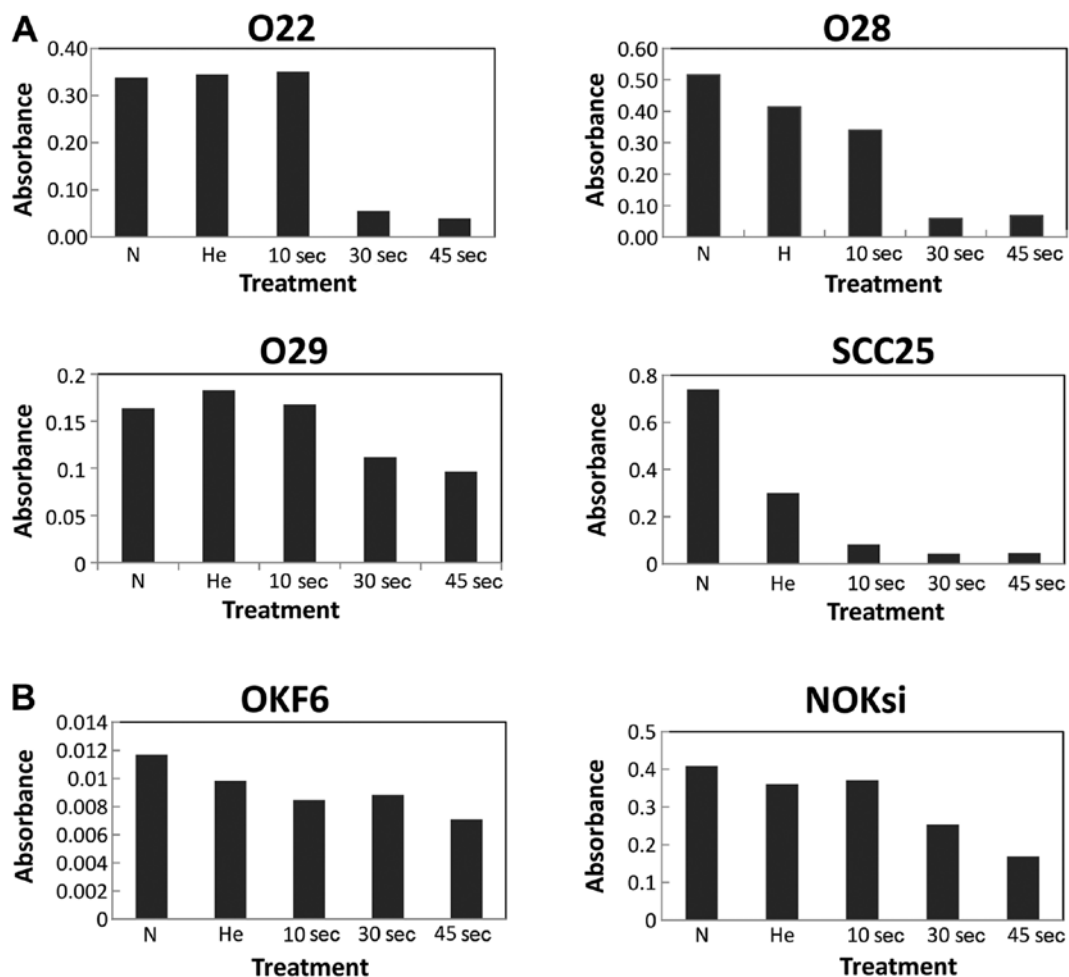 A
O22
0.40
0.30
0.20
0.10
0.00
Absorbance
N He 10 sec 30 sec 45 sec
Treatment
O28
0.60
0.50
0.40
0.30
0.20
0.10
0.00
Absorbance
N H 10 sec 30 sec 45 sec
Treatment
O29
0.2
0.15
0.1
0.05
0
Absorbance
N He 10 sec 30 sec 45 sec
Treatment
SCC25
0.8
0.6
0.4
0.2
0
Absorbance
N He 10 sec 30 sec 45 sec
Treatment
B
OKF6
0.014
0.012
0.01
0.008
0.006
0.004
0.002
0
Absorbance
N He 10 sec 30 sec 45 sec
Treatment
NOKsi
0.5
0.4
0.3
0.2
0.1
0
Absorbance
N He 10 sec 30 sec 45 sec
Treatment